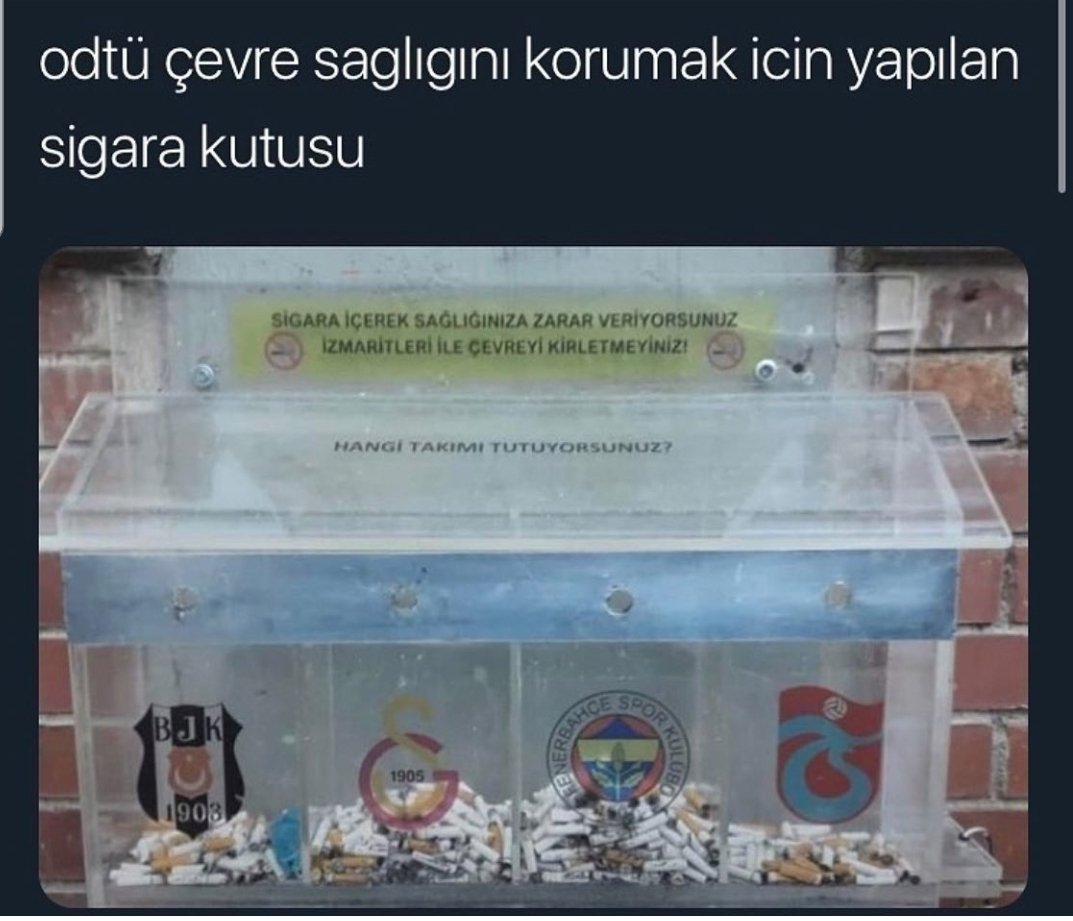 odtü çevre saglıgını korumak icin yapılan
sigara kutusu
SİGARA İÇEREK SAĞLIĞINIZA ZARAR VERİYORSUNUZ
İZMARİTLERİ İLE ÇEVREYİ KİRLETMEYİNİZ!
HANGİ TAKIMI TUTUYORSUNUZ?
BJK
1903
1905
FENERBAHÇE SPOR KULÜBÜ